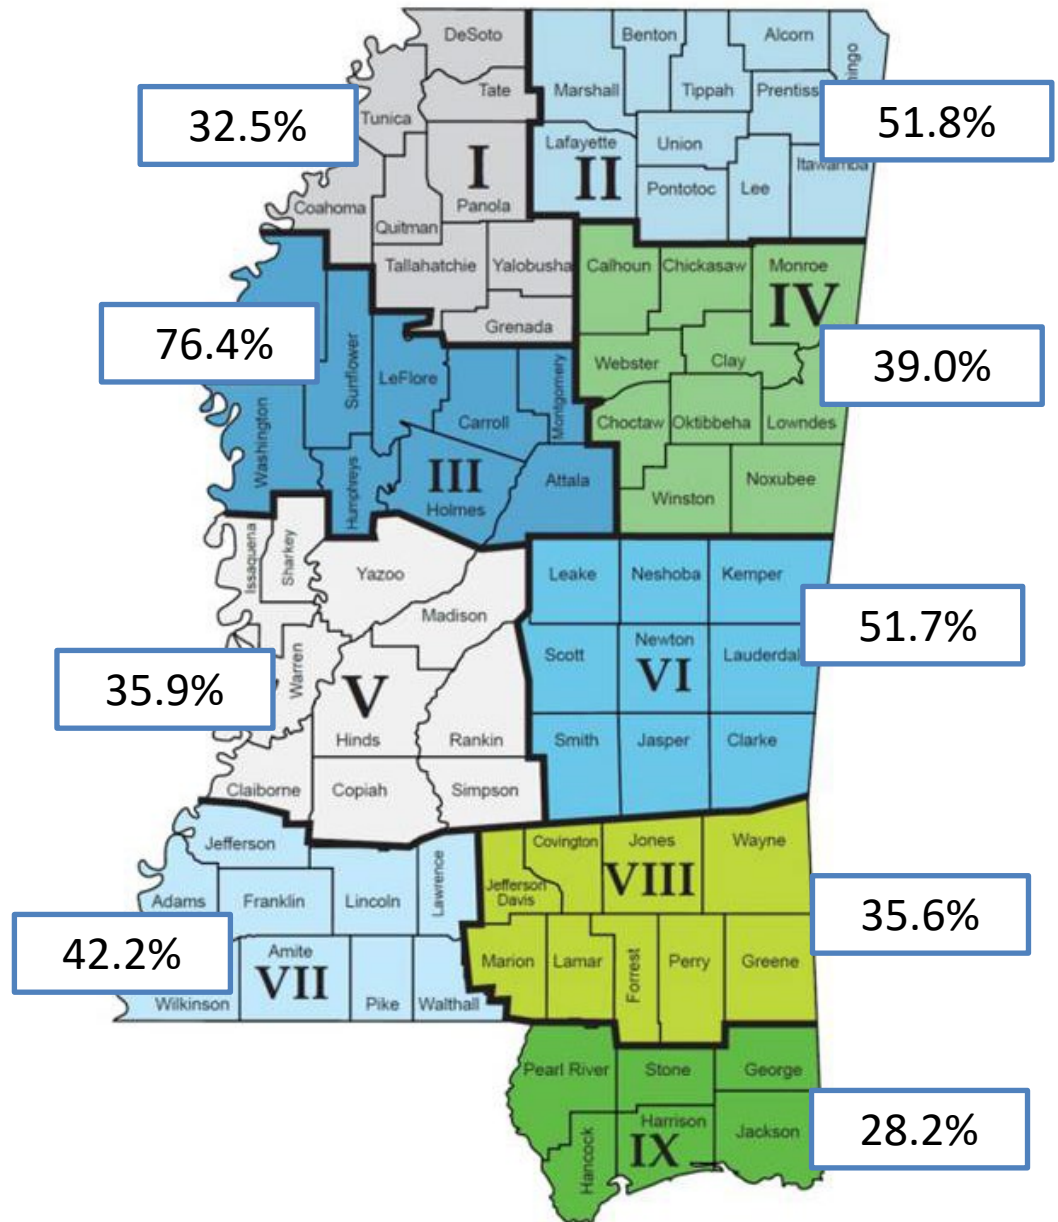 DeSoto
Benton
Alcorn
ingo
Tate
Marshall
Tippah
Prentiss
Tunica
32.5%
51.8%
Lafayette
Union
I
II
Itawamba
Panola
Pontotoc
Lee
Coahoma
Quitman
Tallahatchie
Yalobusha
Calhoun
Chickasaw
Monroe
IV
Grenada
76.4%
Sunflower
LeFlore
Webster
Clay
39.0%
Montgomery
Carroll
Choctaw
Oktibbeha
Lowndes
Washington
Humphreys
III
Holmes
Attala
Noxubee
Winston
Issaquena
Sharkey
Yazoo
Leake
Neshoba
Kemper
Madison
51.7%
Newton
Scott
VI
Lauderdal
Warren
35.9%
V
Hinds
Rankin
Smith
Jasper
Clarke
Claiborne
Copiah
Simpson
Jefferson
Covington
Jones
Wayne
Lawrence
VIII
Jefferson
Davis
Adams
Franklin
Lincoln
35.6%
42.2%
Amite
VII
Marion
Lamar
Forrest
Perry
Greene
Wilkinson
Pike
Walthall
Pearl River
Stone
George
Harrison
Jackson
28.2%
IX
Hancock